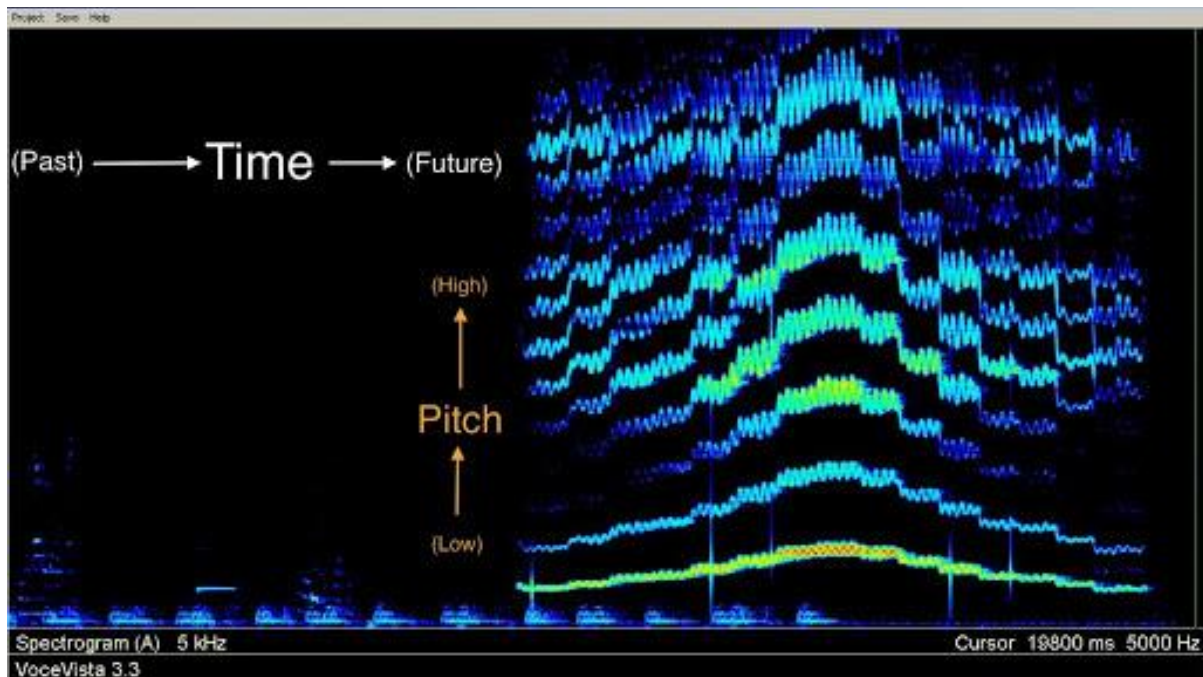 Project Save Help
(Past) Time (Future)
(High)
Pitch
(Low)
Spectrogram (A) 5 kHz Cursor 19800 ms 5000 Hz
VoceVista 3.3